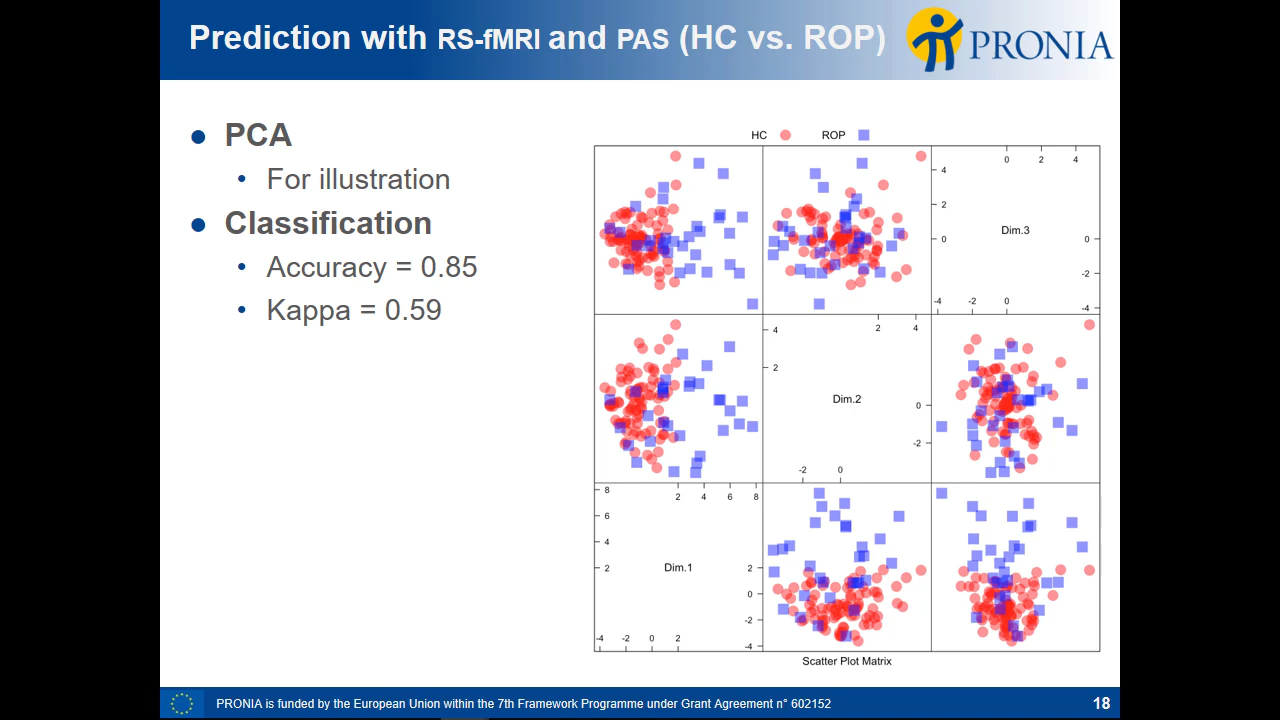 Prediction with RS-fMRI and PAS (HC vs. ROP)
PRONIA
PCA
For illustration
Classification
Accuracy = 0.85
Kappa = 0.59
HC ROP
0 2 4
4
2
0
Dim.3
0
-2
-4
-4 -2 0
4
2
2 4
Dim.2
0
-2
-2 0
8
6
4
2
2 4 6 8
Dim.1
2
0
-2
-4
-4 -2 0 2
Scatter Plot Matrix
PRONIA is funded by the European Union within the 7th Framework Programme under Grant Agreement n° 602152
18